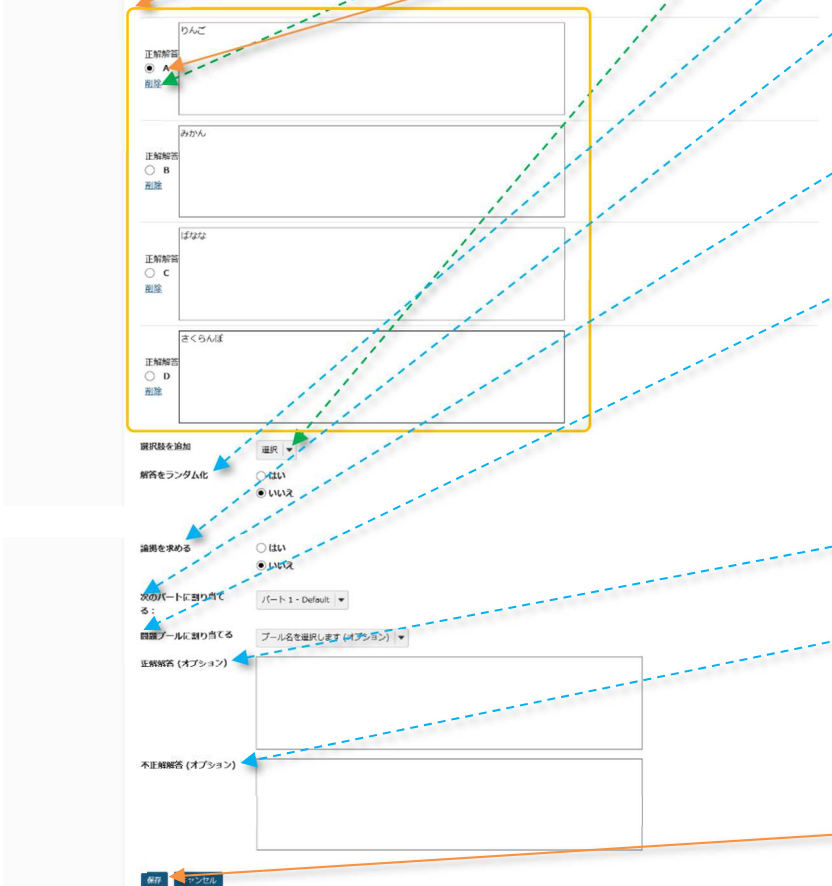 りんご
正解解答
A
削除
みかん
正解解答
B
削除
ばなな
正解解答
C
削除
さくらんぼ
正解解答
D
削除
選択肢を追加
選択
解答をランダム化
はい
いいえ
論拠を求める
はい
いいえ
次のパートに割り当て
る:
パート 1 - Default
問題プールに割り当てる
プール名を選択します (オプション)
正解解答 (オプション)
不正解解答 (オプション)
保存 キャンセル